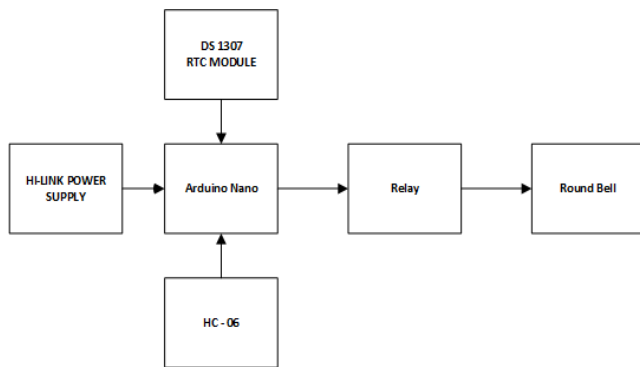 DS 1307
RTC MODULE
HI-LINK POWER
SUPPLY
Arduino Nano
Relay
Round Bell
HC - 06